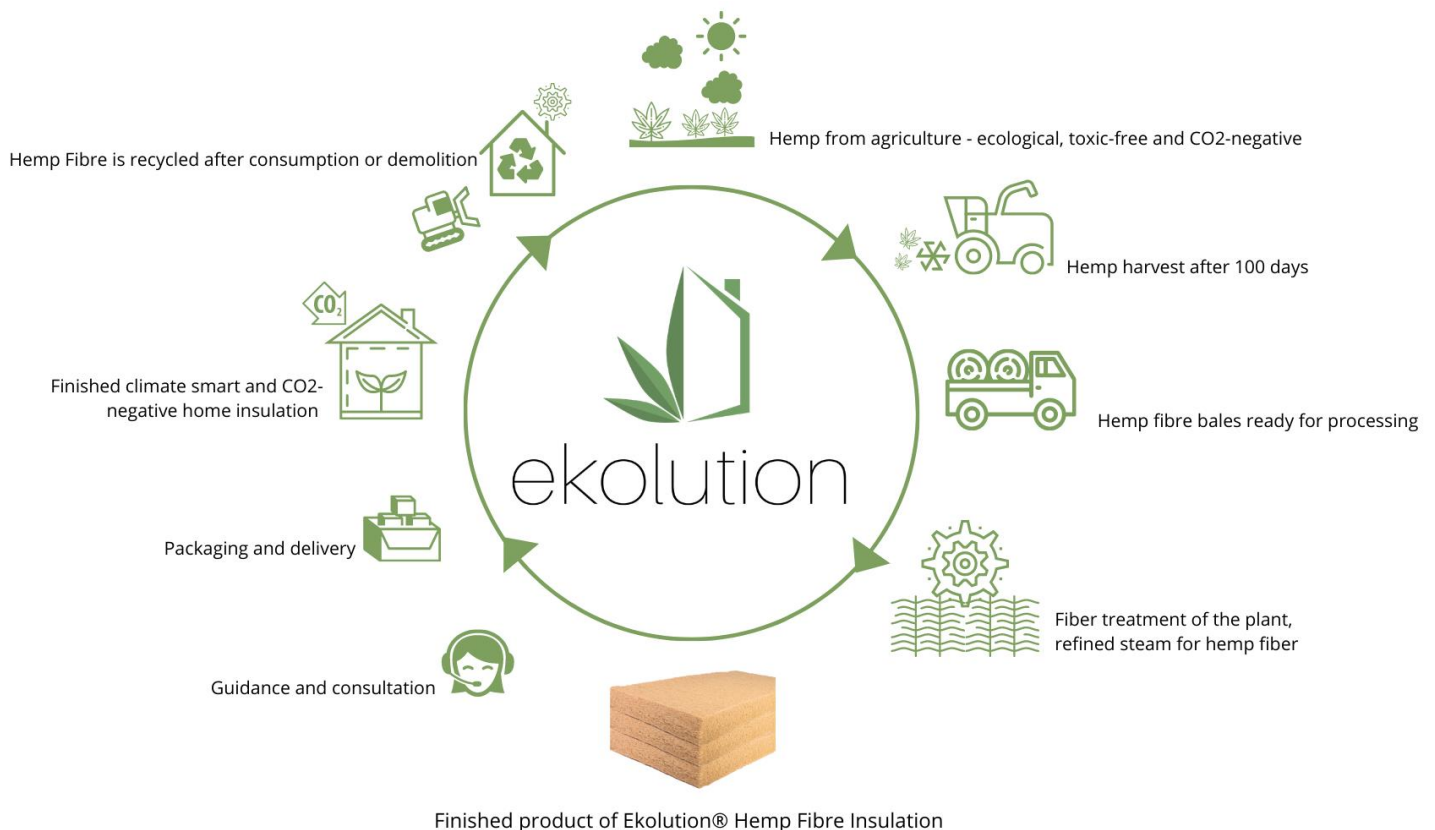 Hemp from agriculture - ecological, toxic-free and CO2-negative
Hemp Fibre is recycled after consumption or demolition
Hemp harvest after 100 days
CO2
Finished climate smart and CO2-
negative home insulation
Hemp fibre bales ready for processing
ekolution
Packaging and delivery
Fiber treatment of the plant,
refined steam for hemp fiber
Guidance and consultation
Finished product of Ekolution® Hemp Fibre Insulation